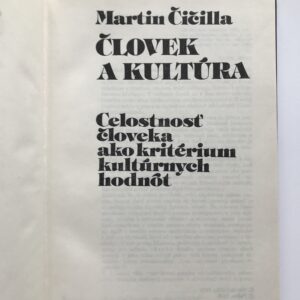 Martin Čičilla
ČLOVEK
A KULTÚRA
Celostnosť
človeka
ako kritérium
kultúrnych
hodnôt